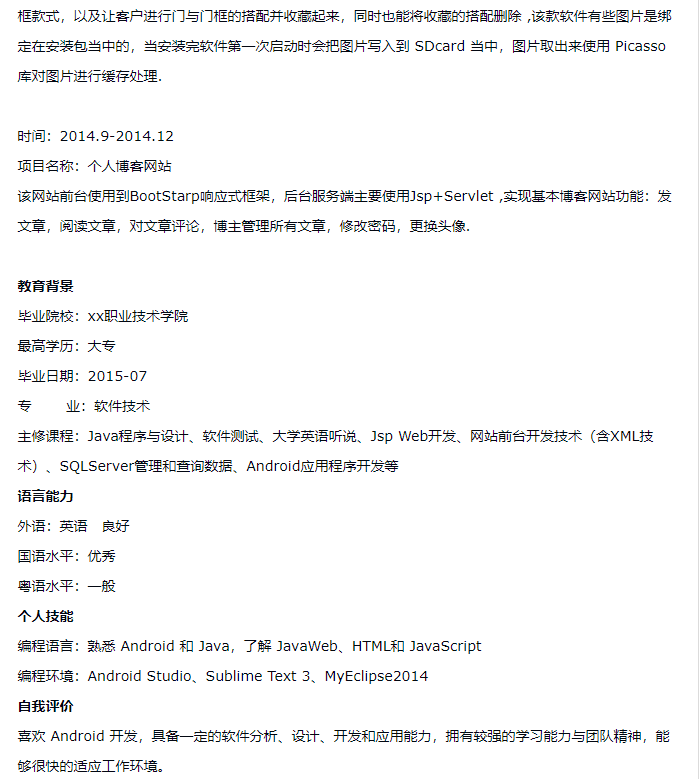 框款式，以及让客户进行门与门框的搭配并收藏起来，同时也能将收藏的搭配删除 ,该款软件有些图片是绑
定在安装包当中的，当安装完软件第一次启动时会把图片写入到 SDcard 当中，图片取出来使用 Picasso
库对图片进行缓存处理.
时间：2014.9-2014.12
项目名称：个人博客网站
该网站前台使用到BootStarp响应式框架，后台服务端主要使用Jsp+Servlet ,实现基本博客网站功能：发
文章，阅读文章，对文章评论，博主管理所有文章，修改密码，更换头像.
教育背景
毕业院校：xx职业技术学院
最高学历：大专
毕业日期：2015-07
专　　业：软件技术
主修课程：Java程序与设计、软件测试、大学英语听说、Jsp Web开发、网站前台开发技术（含XML技
术）、SQLServer管理和查询数据、Android应用程序开发等
语言能力
外语：英语　良好
国语水平：优秀
粤语水平：一般
个人技能
编程语言：熟悉 Android 和 Java，了解 JavaWeb、HTML和 JavaScript
编程环境：Android Studio、Sublime Text 3、MyEclipse2014
自我评价
喜欢 Android 开发，具备一定的软件分析、设计、开发和应用能力，拥有较强的学习能力与团队精神，能
够很快的适应工作环境。